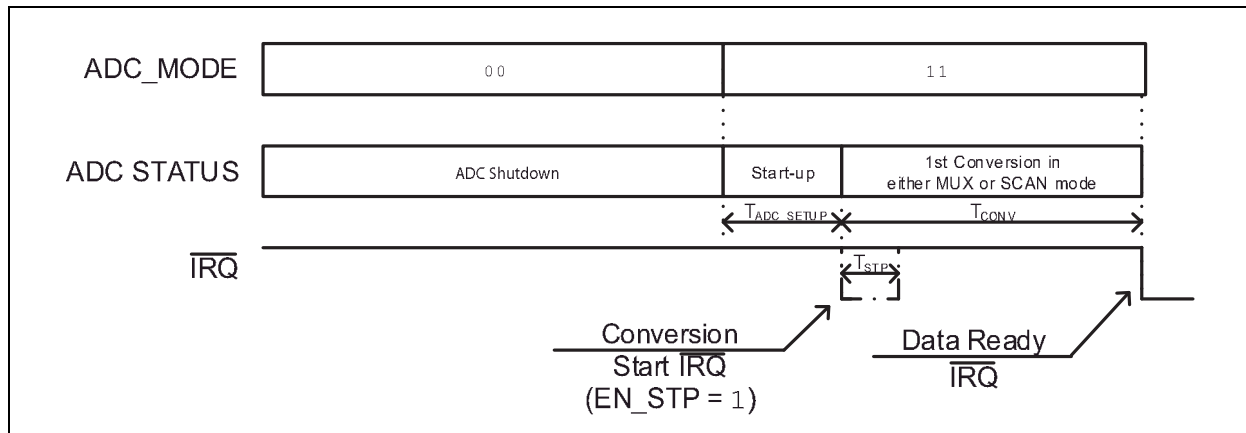 ADC_MODE
00
11
ADC STATUS
ADC Shutdown
Start-up
1st Conversion in
either MUX or SCAN mode
TADC_SETUP
TCONV
IRQ
TSTP
Conversion
Start IRQ
(EN_STP = 1)
Data Ready
IRQ